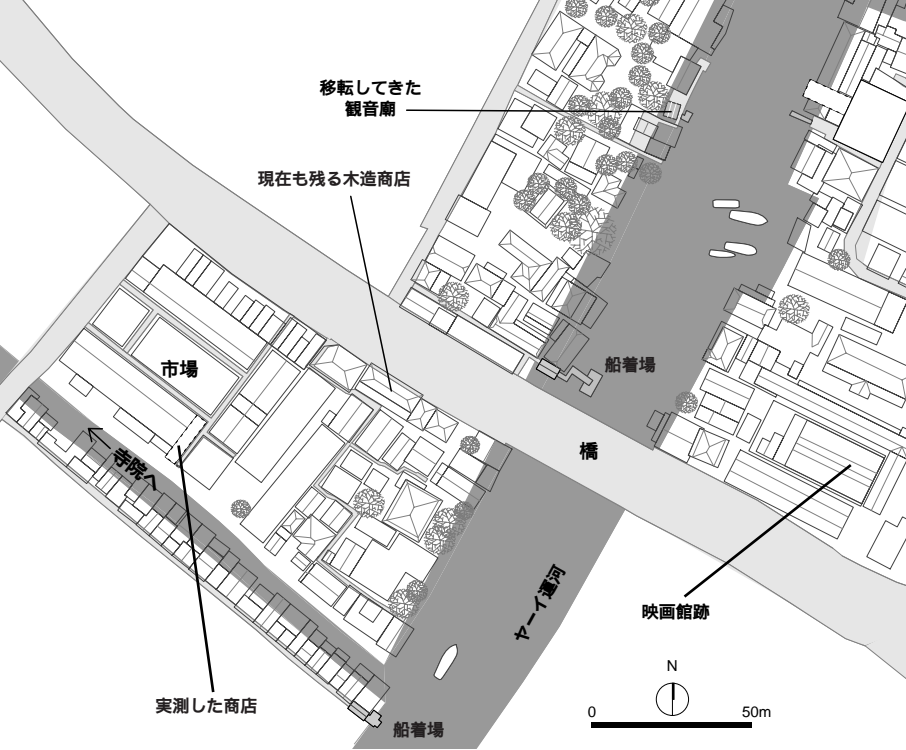 移転してきた
観音廟
現在も残る木造商店
市場
船着場
橋
寺院へ
ヤーイ運河
映画館跡
実測した商店
船着場
N
0 50m